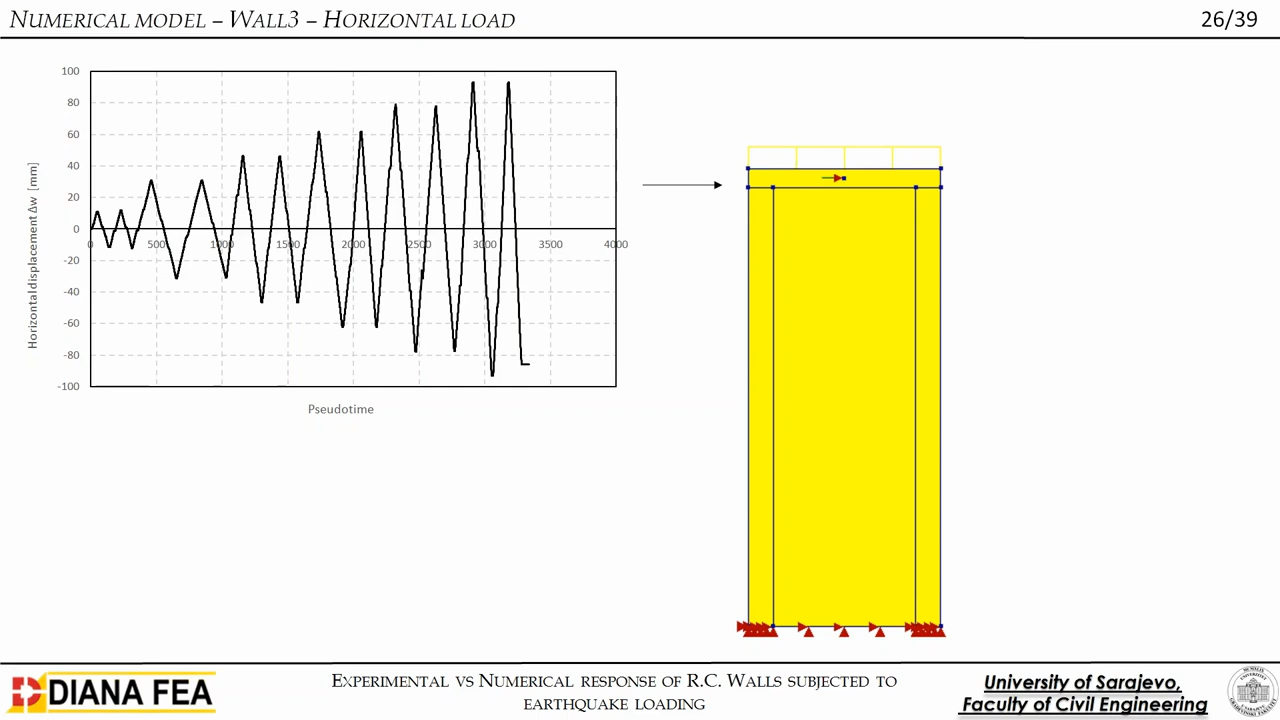 NUMERICAL MODEL – WALL3 – HORIZONTAL LOAD
26/39
100
80
60
40
20
0
-20
-40
-60
-80
-100
0 500 1000 1500 2000 2500 3000 3500 4000
Horizontal displacement Δw [mm]
Pseudotime
DIANA FEA
EXPERIMENTAL VS NUMERICAL RESPONSE OF R.C. WALLS SUBJECTED TO
EARTHQUAKE LOADING
University of Sarajevo,
Faculty of Civil Engineering